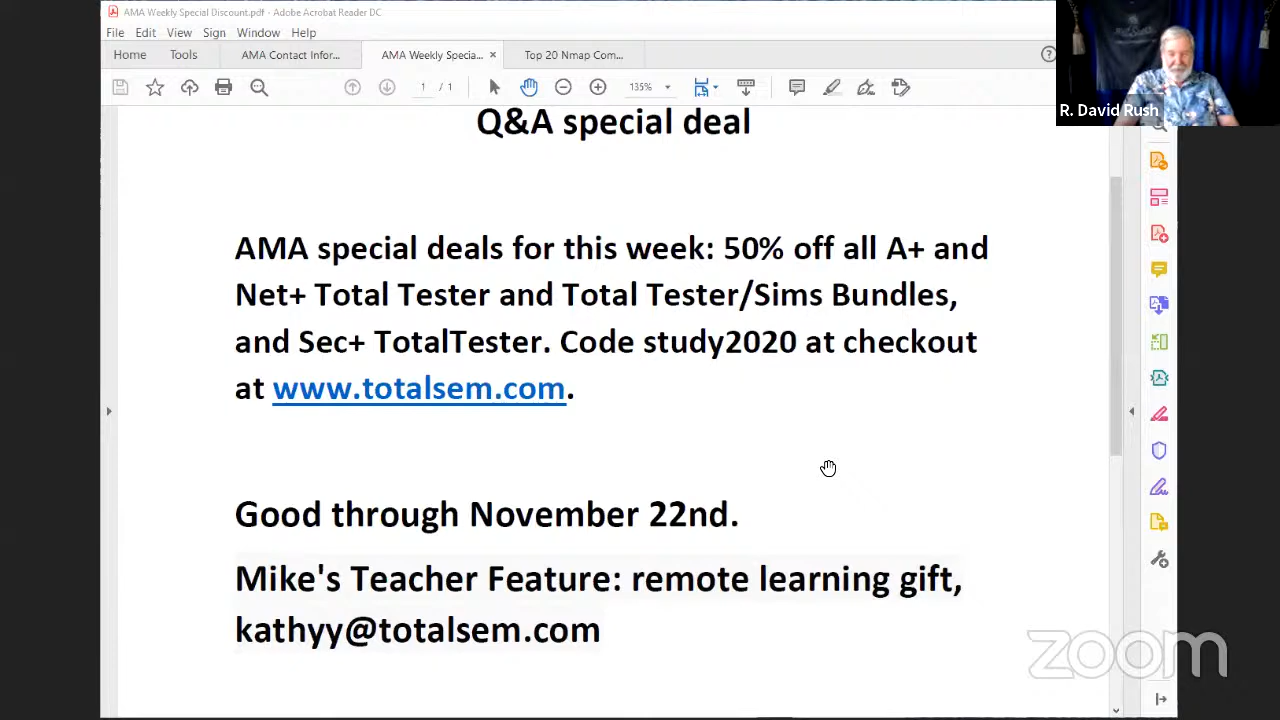 AMA Weekly Special Discount.pdf - Adobe Acrobat Reader DC
File Edit View Sign Window Help
Home Tools AMA Contact Infor... AMA Weekly Specia... × Top 20 Nmap Com...
1 / 1 135%
R. David Rush
Q&A special deal
AMA special deals for this week: 50% off all A+ and
Net+ Total Tester and Total Tester/Sims Bundles,
and Sec+ TotalTester. Code study2020 at checkout
at www.totalsem.com.
Good through November 22nd.
Mike's Teacher Feature: remote learning gift,
kathyy@totalsem.com
zoom